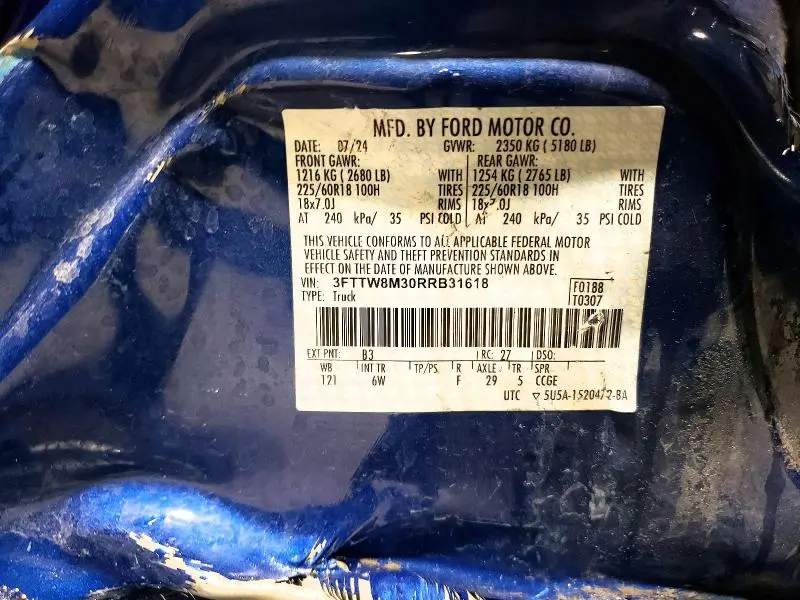 MFD. BY FORD MOTOR CO.
DATE: 07/24 GVWR: 2350 KG ( 5180 LB)
FRONT GAWR: REAR GAWR:
1216 KG ( 2680 LB) WITH 1254 KG ( 2765 LB) WITH
225/60R18 100H TIRES 225/60R18 100H TIRES
18x7.0J RIMS 18x7.0J RIMS
AT 240 kPa/ 35 PSI COLD AT 240 kPa/ 35 PSI COLD
THIS VEHICLE CONFORMS TO ALL APPLICABLE FEDERAL MOTOR
VEHICLE SAFETY AND THEFT PREVENTION STANDARDS IN
EFFECT ON THE DATE OF MANUFACTURE SHOWN ABOVE.
VIN: 3FTTW8M30RRB31618 F0188
TYPE: Truck T0307
EXT PNT: B3 RC: 27 DSO:
WB INT TR TP/PS R AXLE TR SPR
121 6W F 29 5 CCGE
UTC ▽ 5U5A-1520472-BA